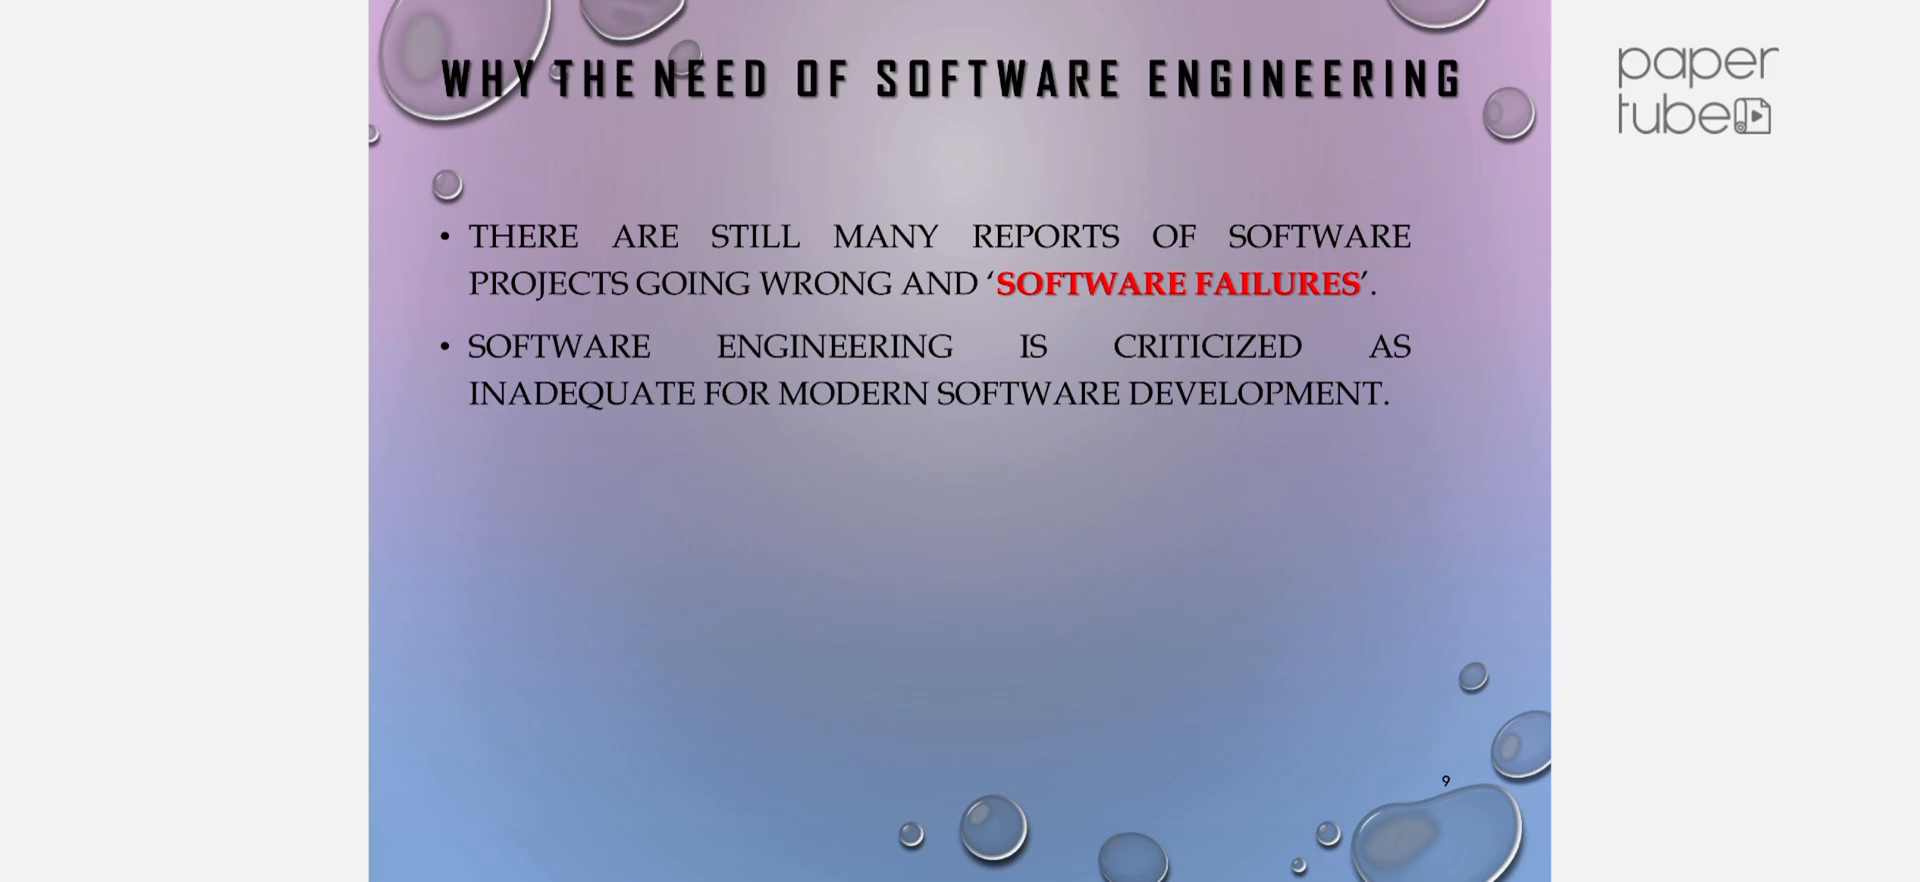 WHY THE NEED OF SOFTWARE ENGINEERING
paper
tube
• THERE ARE STILL MANY REPORTS OF SOFTWARE
PROJECTS GOING WRONG AND ‘SOFTWARE FAILURES’.
• SOFTWARE ENGINEERING IS CRITICIZED AS
INADEQUATE FOR MODERN SOFTWARE DEVELOPMENT.
9